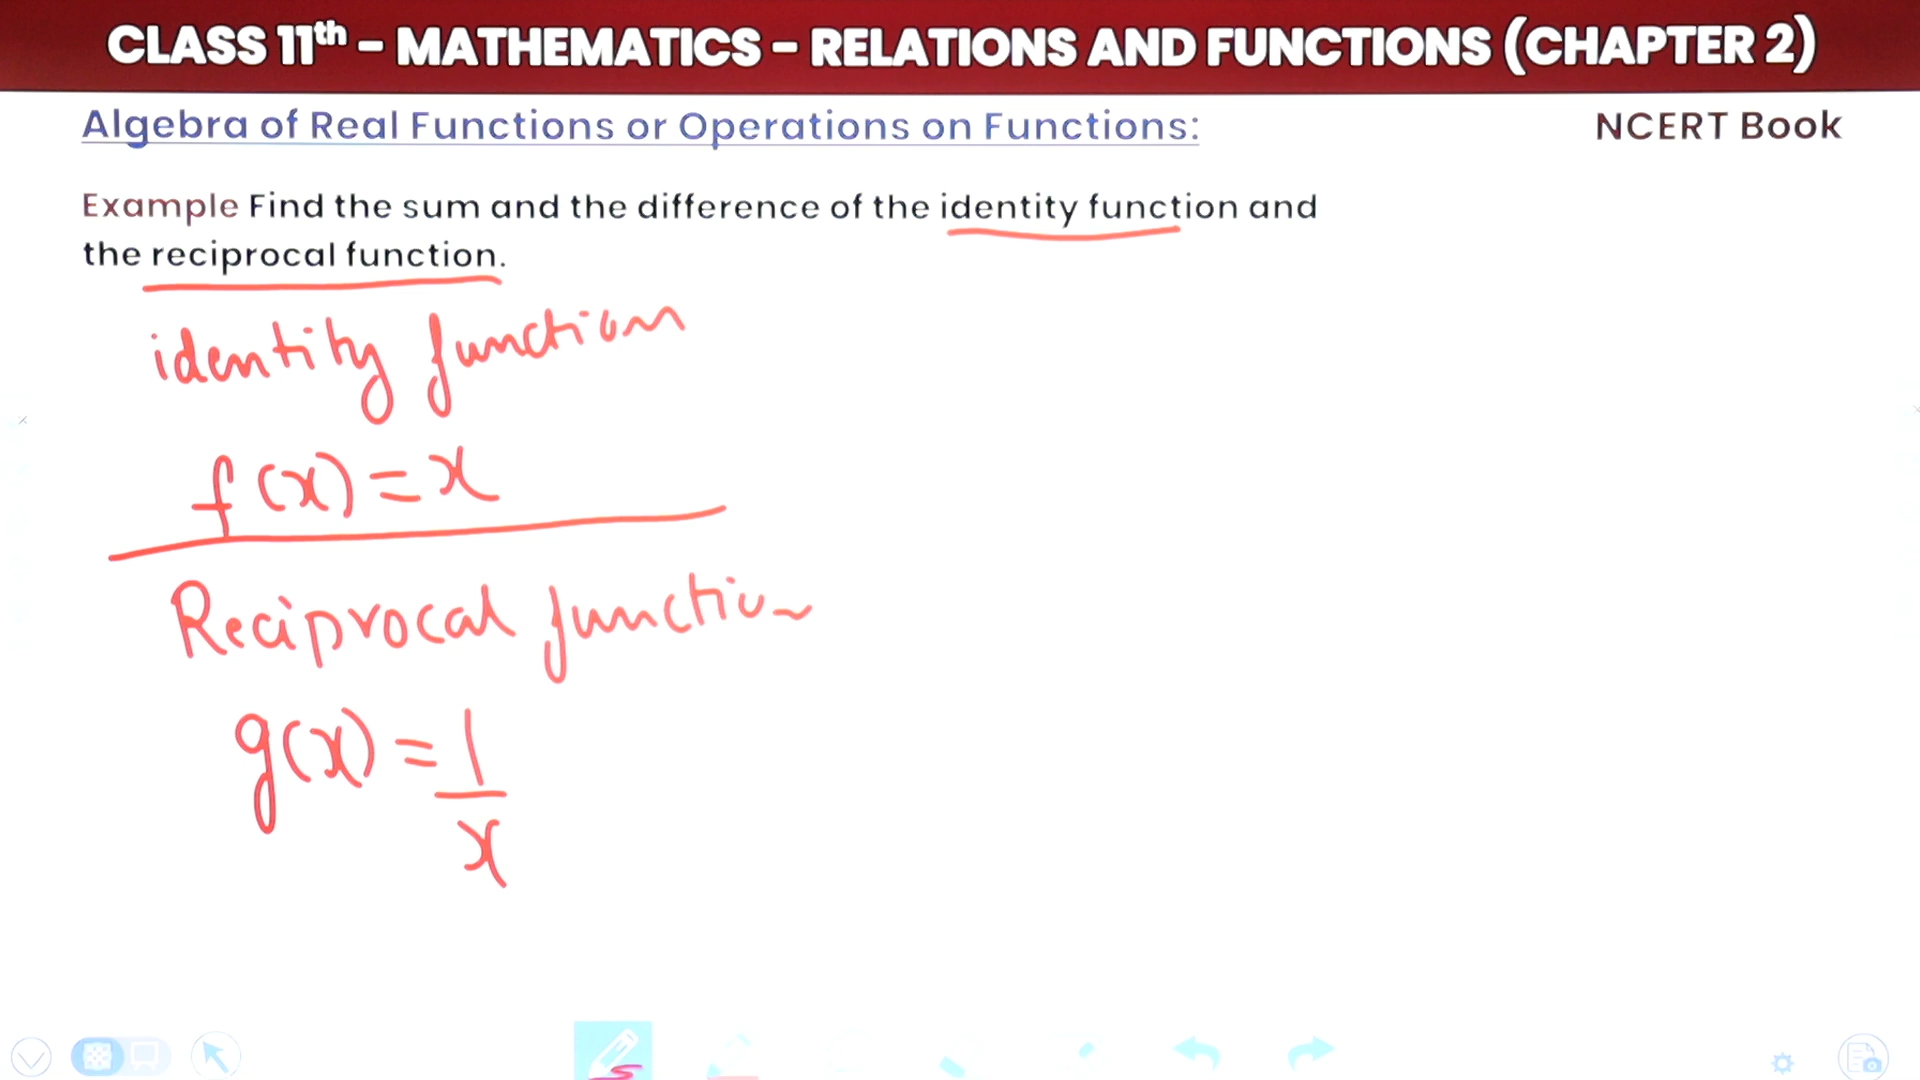 CLASS 11th - MATHEMATICS - RELATIONS AND FUNCTIONS (CHAPTER 2)
Algebra of Real Functions or Operations on Functions: NCERT Book
Example Find the sum and the difference of the identity function and
the reciprocal function.
identity function
f(x) = x
Reciprocal function
g(x) = 1/x